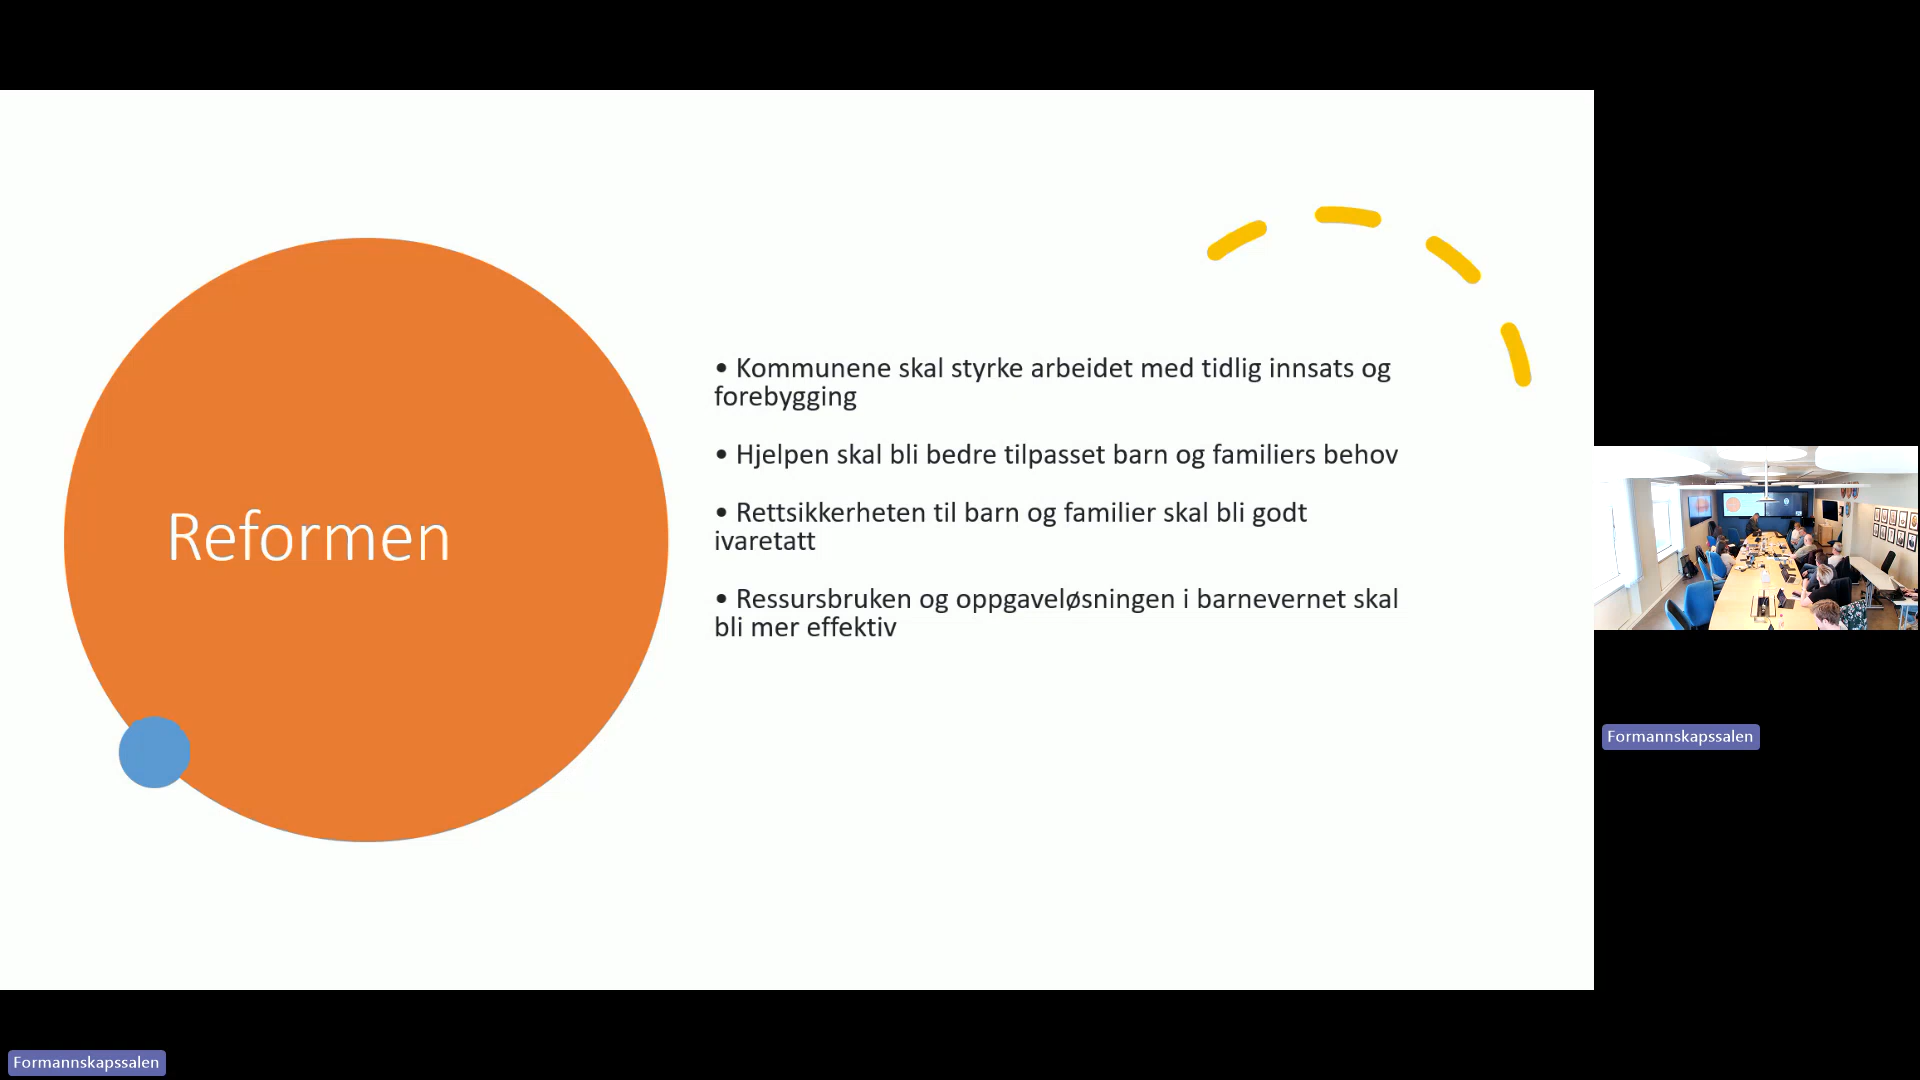 Reformen
• Kommunene skal styrke arbeidet med tidlig innsats og
forebygging
• Hjelpen skal bli bedre tilpasset barn og familiers behov
• Rettsikkerheten til barn og familier skal bli godt
ivaretatt
• Ressursbruken og oppgaveløsningen i barnevernet skal
bli mer effektiv
Formannskapssalen
Formannskapssalen